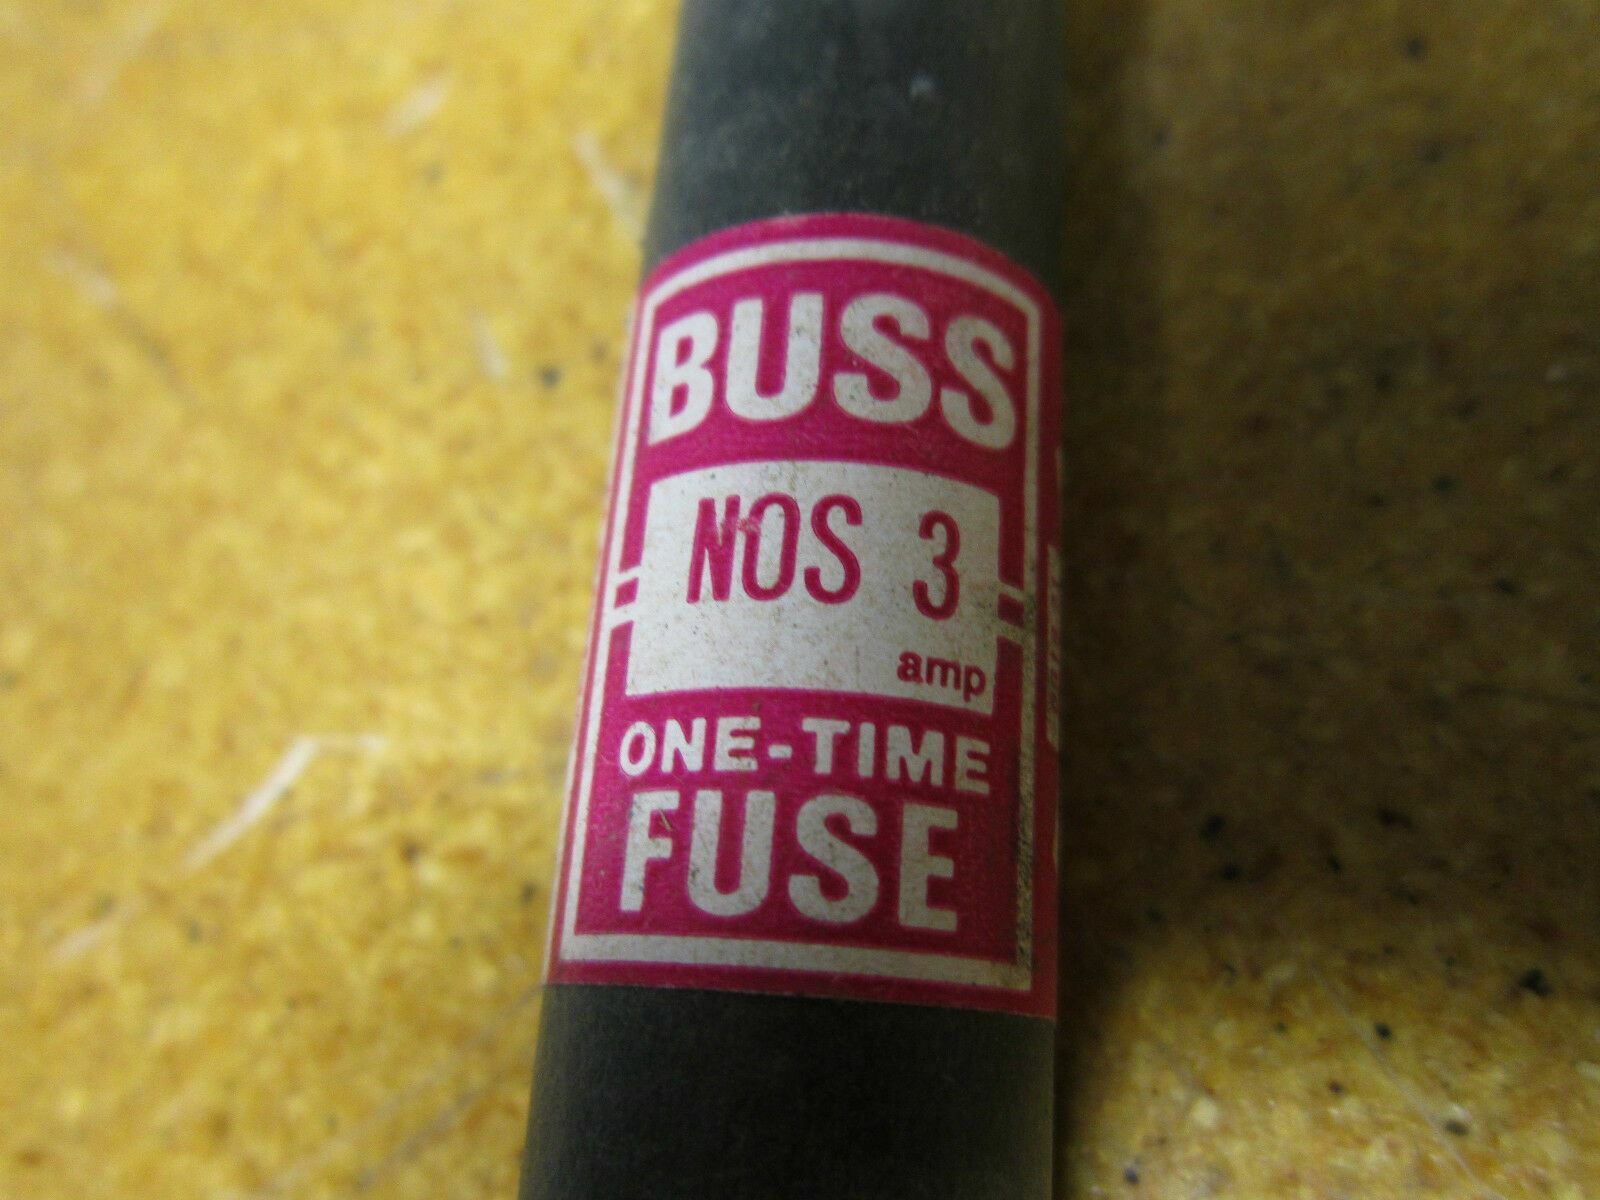 BUSS
NOS 3
amp
ONE-TIME
FUSE